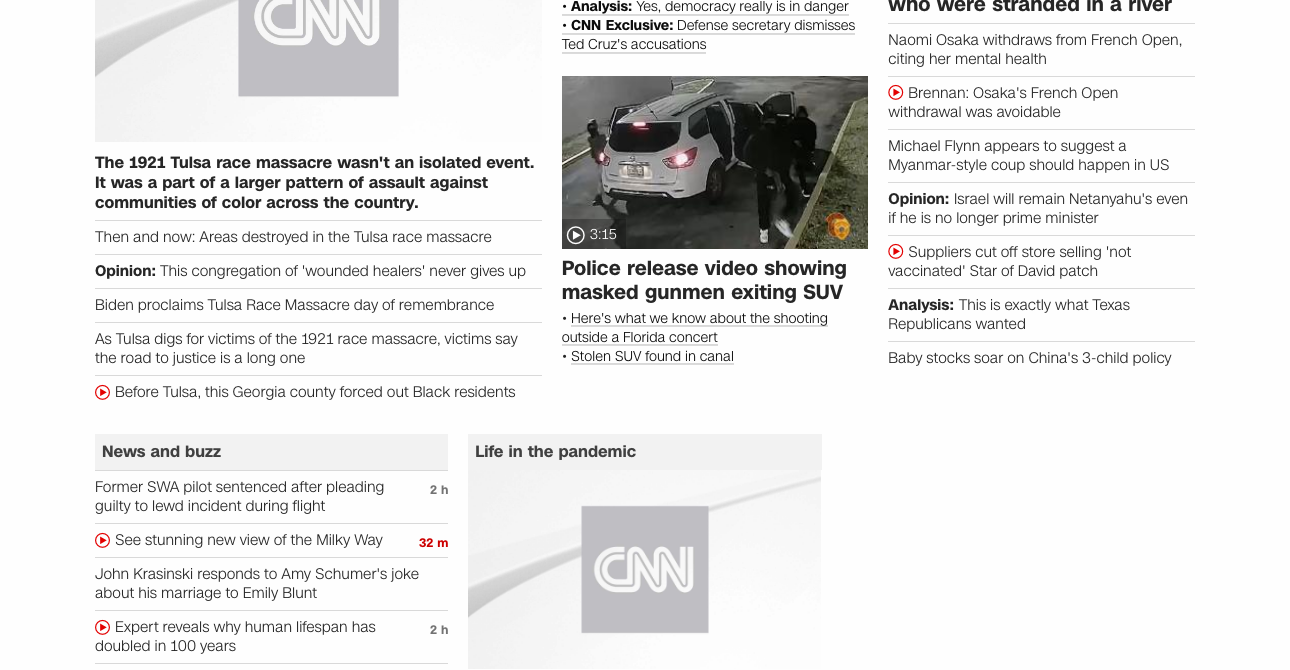 CNN
The 1921 Tulsa race massacre wasn't an isolated event.
It was a part of a larger pattern of assault against
communities of color across the country.
Then and now: Areas destroyed in the Tulsa race massacre
Opinion: This congregation of 'wounded healers' never gives up
Biden proclaims Tulsa Race Massacre day of remembrance
As Tulsa digs for victims of the 1921 race massacre, victims say
the road to justice is a long one
Before Tulsa, this Georgia county forced out Black residents
• Analysis: Yes, democracy really is in danger
• CNN Exclusive: Defense secretary dismisses
Ted Cruz's accusations
3:15
Police release video showing
masked gunmen exiting SUV
• Here's what we know about the shooting
outside a Florida concert
• Stolen SUV found in canal
who were stranded in a river
Naomi Osaka withdraws from French Open,
citing her mental health
Brennan: Osaka's French Open
withdrawal was avoidable
Michael Flynn appears to suggest a
Myanmar-style coup should happen in US
Opinion: Israel will remain Netanyahu's even
if he is no longer prime minister
Suppliers cut off store selling 'not
vaccinated' Star of David patch
Analysis: This is exactly what Texas
Republicans wanted
Baby stocks soar on China's 3-child policy
News and buzz
Former SWA pilot sentenced after pleading
guilty to lewd incident during flight
2 h
See stunning new view of the Milky Way
32 m
John Krasinski responds to Amy Schumer's joke
about his marriage to Emily Blunt
Expert reveals why human lifespan has
doubled in 100 years
2 h
Life in the pandemic
CNN